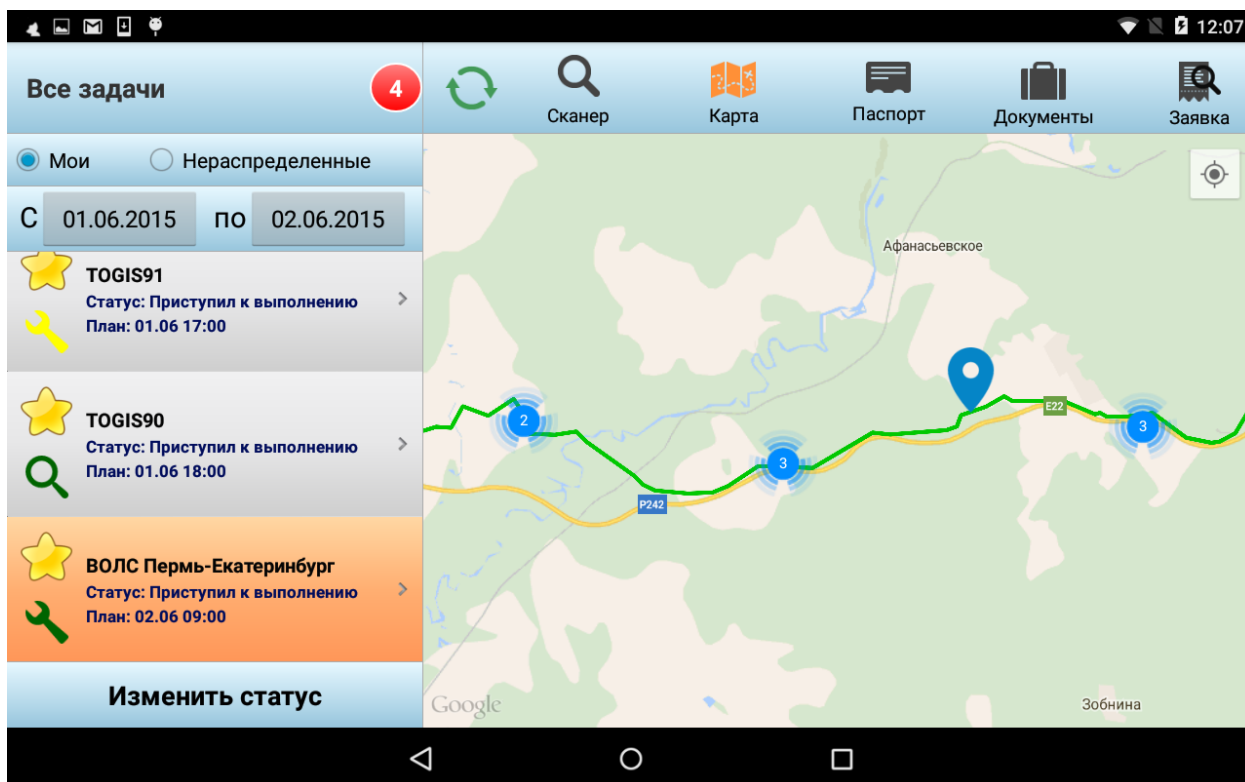 12:07
Все задачи
4
Сканер
Карта
Паспорт
Документы
Заявка
Мои
Нераспределенные
С 01.06.2015 по 02.06.2015
TOGIS91
Статус: Приступил к выполнению
План: 01.06 17:00
TOGIS90
Статус: Приступил к выполнению
План: 01.06 18:00
ВОЛС Пермь-Екатеринбург
Статус: Приступил к выполнению
План: 02.06 09:00
Изменить статус
Афанасьевское
E22
2
3
3
P242
Зобнина
Google